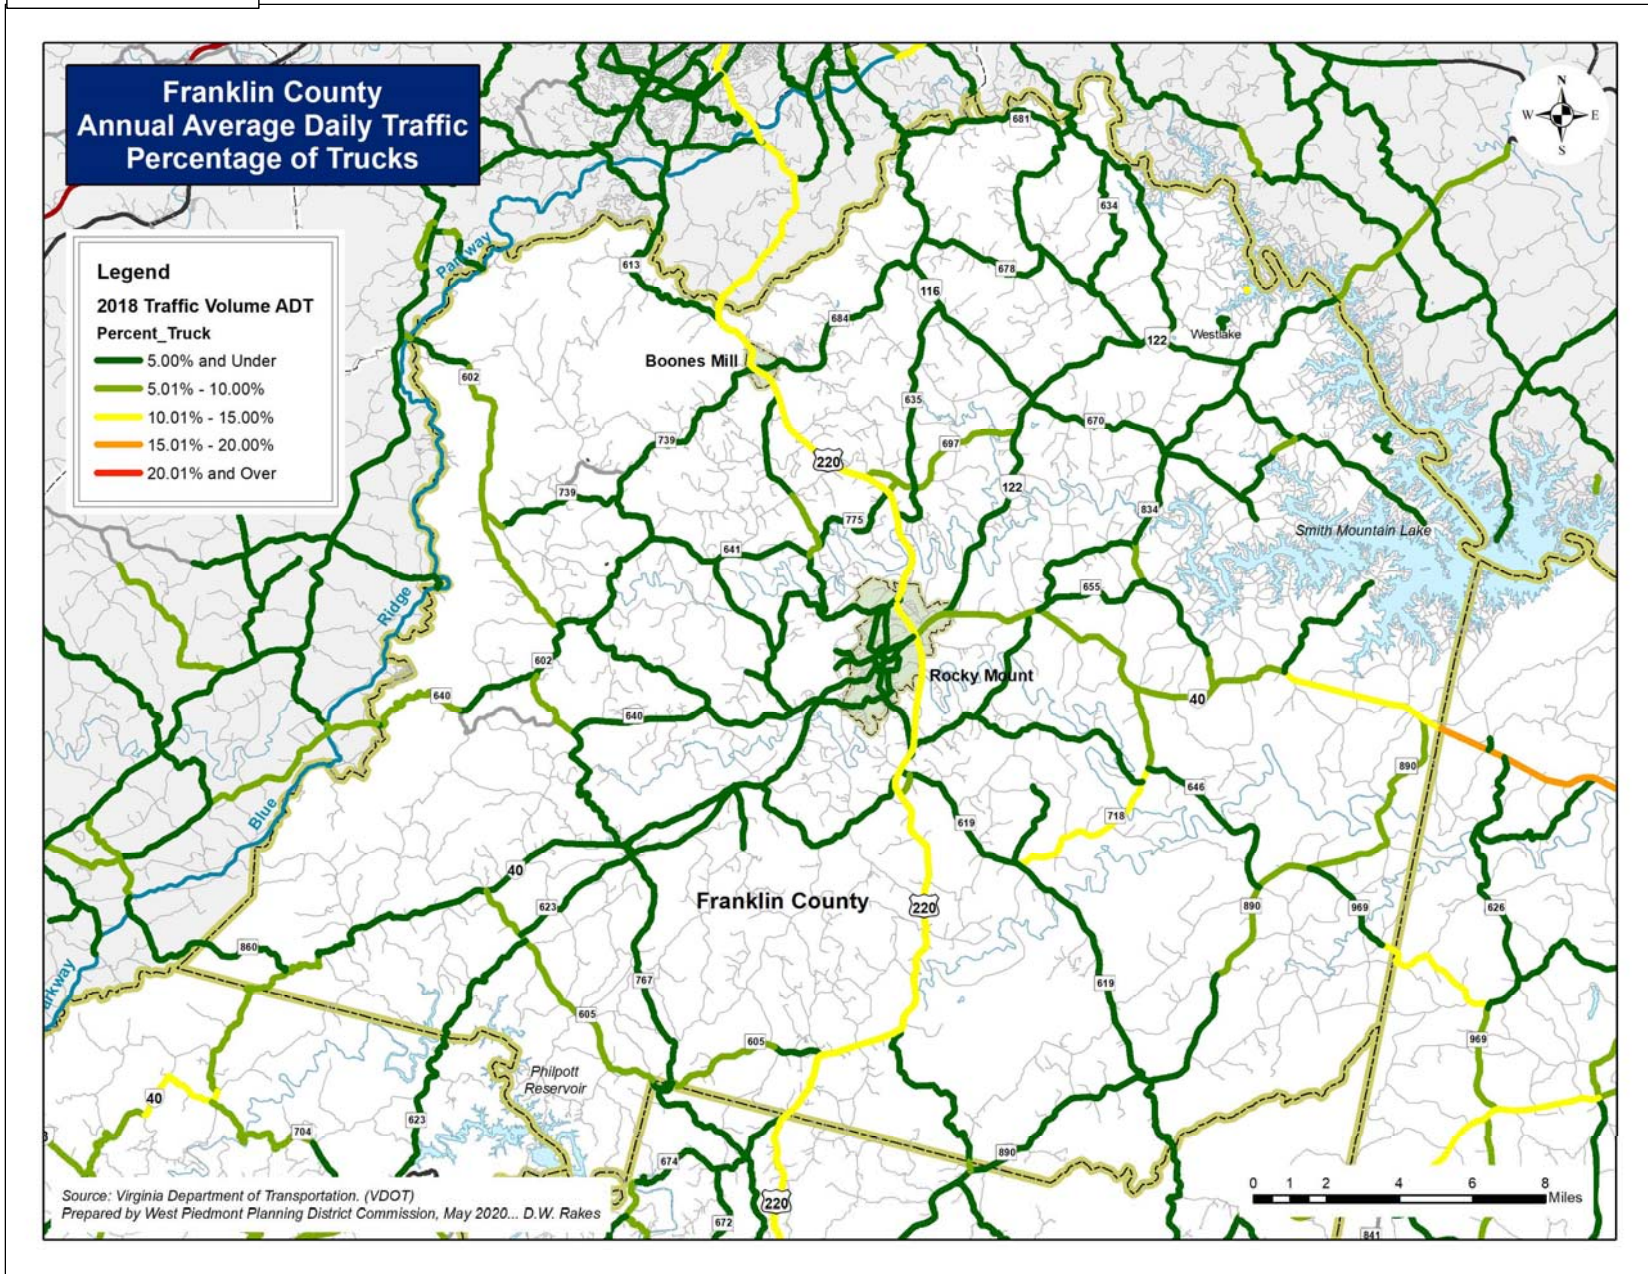 Franklin County
Annual Average Daily Traffic
Percentage of Trucks
N
W E
S
Legend
2018 Traffic Volume ADT
Percent_Truck
5.00% and Under
5.01% - 10.00%
10.01% - 15.00%
15.01% - 20.00%
20.01% and Over
681
634
Parkway
613
678
116
684
122
Westlake
Boones Mill
602
635
670
739
697
220
739
122
834
775
Smith Mountain Lake
641
655
Ridge
602
Rocky Mount
640
40
640
890
646
Blue
718
619
40
Franklin County
623
220
890
969
626
860
arkway
767
619
605
605
969
Philpott
Reservoir
40
623
704
890
674
0 1 2 4 6 8
Miles
Source: Virginia Department of Transportation. (VDOT)
Prepared by West Piedmont Planning District Commission, May 2020... D.W. Rakes
220
672
841